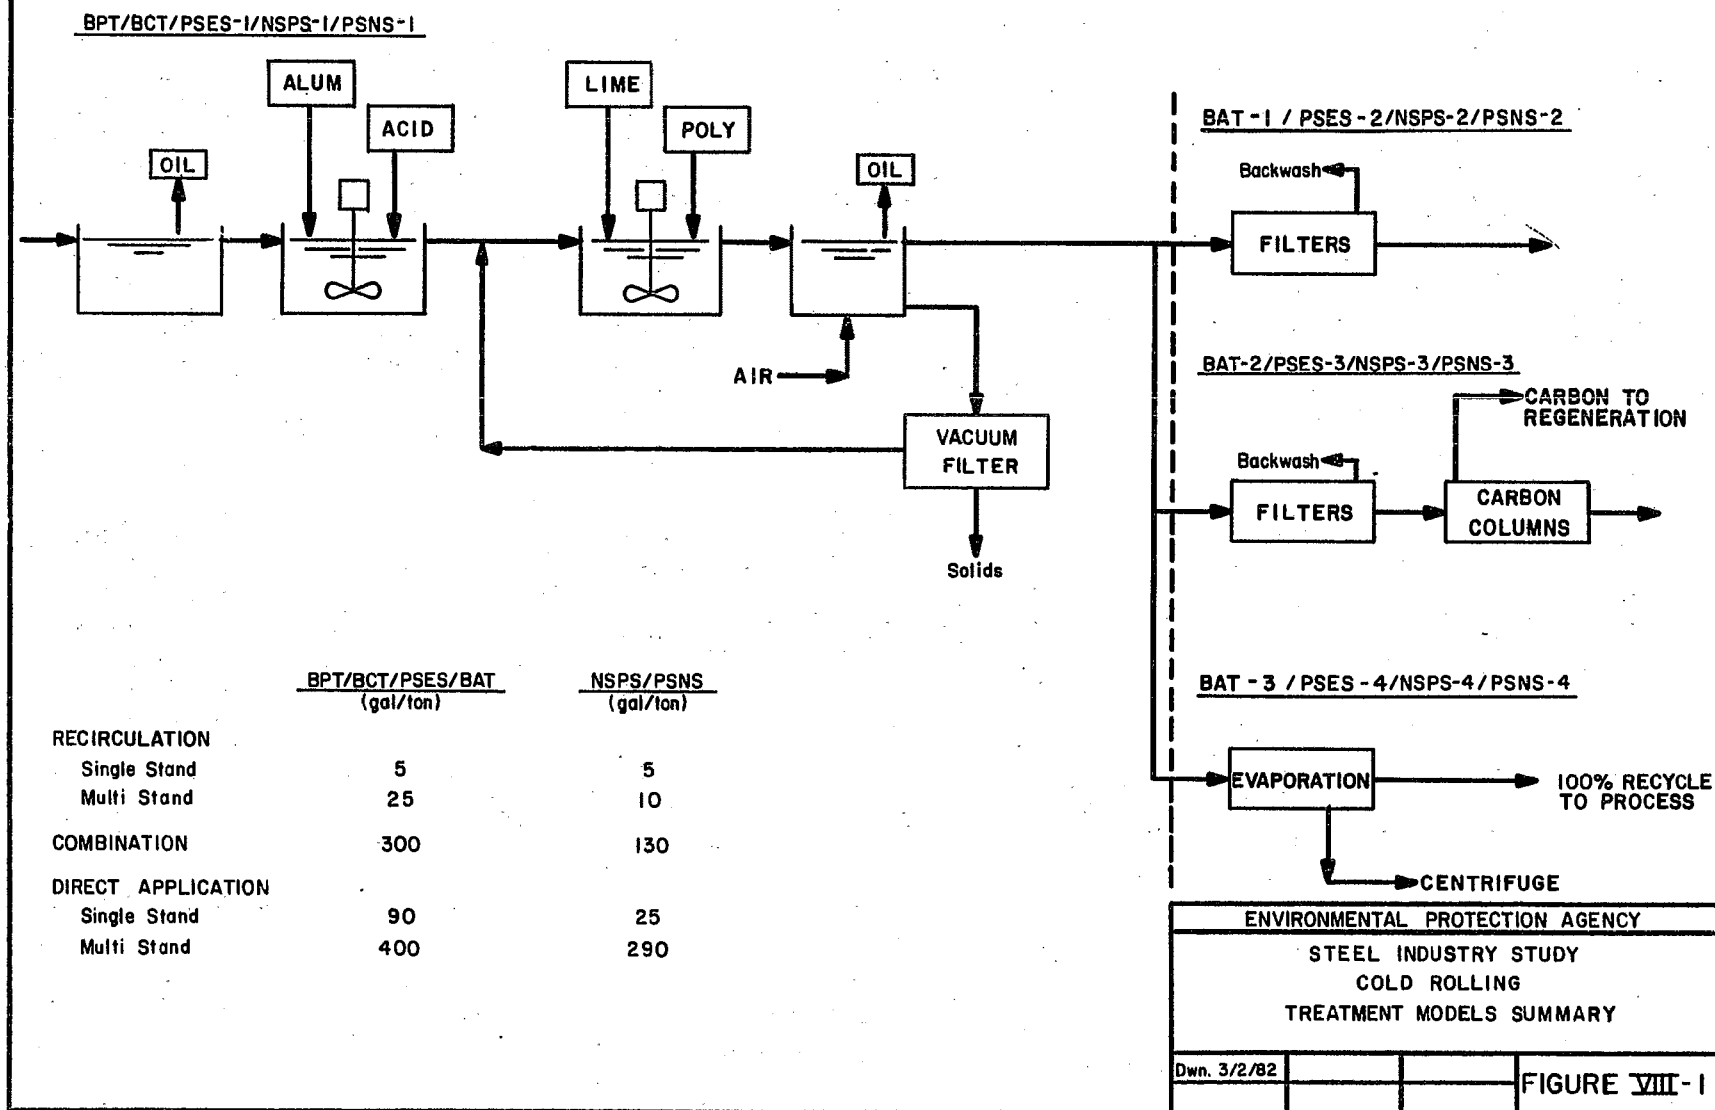 BPT/BCT/PSES-1/NSPS-1/PSNS-1
ALUM
ACID
LIME
POLY
OIL
OIL
AIR
VACUUM
FILTER
Solids
BAT-1 / PSES-2/NSPS-2/PSNS-2
Backwash
FILTERS
BAT-2/PSES-3/NSPS-3/PSNS-3
CARBON TO
REGENERATION
Backwash
FILTERS
CARBON
COLUMNS
BAT-3 / PSES-4/NSPS-4/PSNS-4
EVAPORATION
100% RECYCLE
TO PROCESS
CENTRIFUGE
BPT/BCT/PSES/BAT NSPS/PSNS
(gal/ton) (gal/ton)
RECIRCULATION
Single Stand 5 5
Multi Stand 25 10
COMBINATION 300 130
DIRECT APPLICATION
Single Stand 90 25
Multi Stand 400 290
ENVIRONMENTAL PROTECTION AGENCY
STEEL INDUSTRY STUDY
COLD ROLLING
TREATMENT MODELS SUMMARY
Dwn. 3/2/82
FIGURE VIII-1